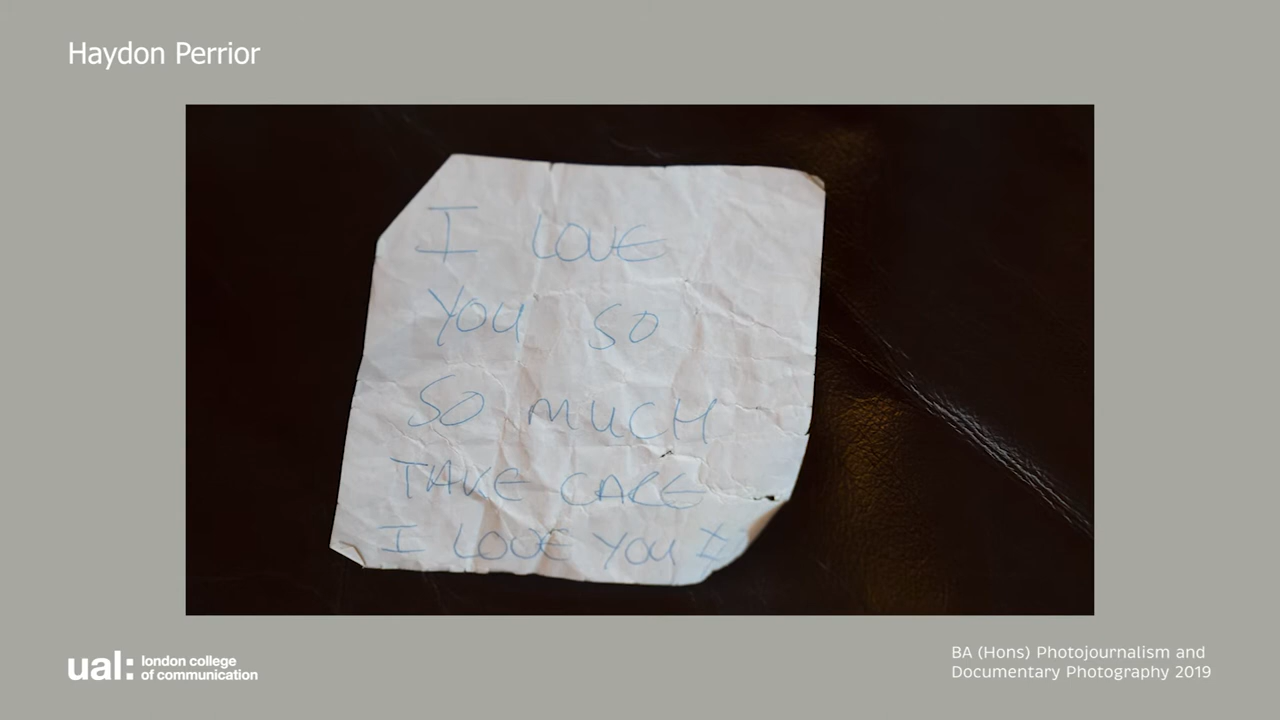 Haydon Perrior
I LOVE
YOU SO
SO MUCH
TAKE CARE
I LOVE YOU
ual: london college
of communication
BA (Hons) Photojournalism and
Documentary Photography 2019